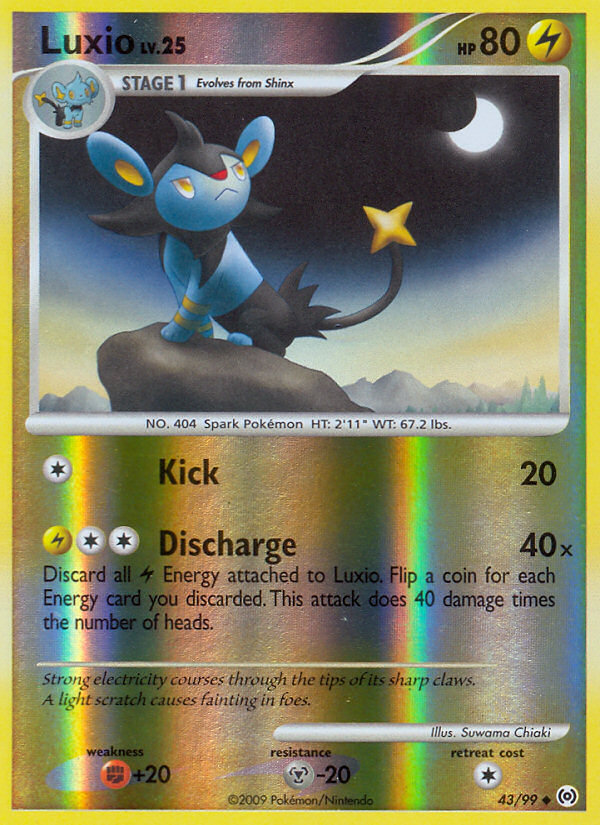 Luxio LV.25 HP 80
STAGE 1 Evolves from Shinx
NO. 404 Spark Pokémon HT: 2'11" WT: 67.2 lbs.
Kick 20
Discharge 40x
Discard all Energy attached to Luxio. Flip a coin for each
Energy card you discarded. This attack does 40 damage times
the number of heads.
Strong electricity courses through the tips of its sharp claws.
A light scratch causes fainting in foes.
Illus. Suwama Chiaki
weakness resistance retreat cost
+20 -20
©2009 Pokémon/Nintendo 43/99